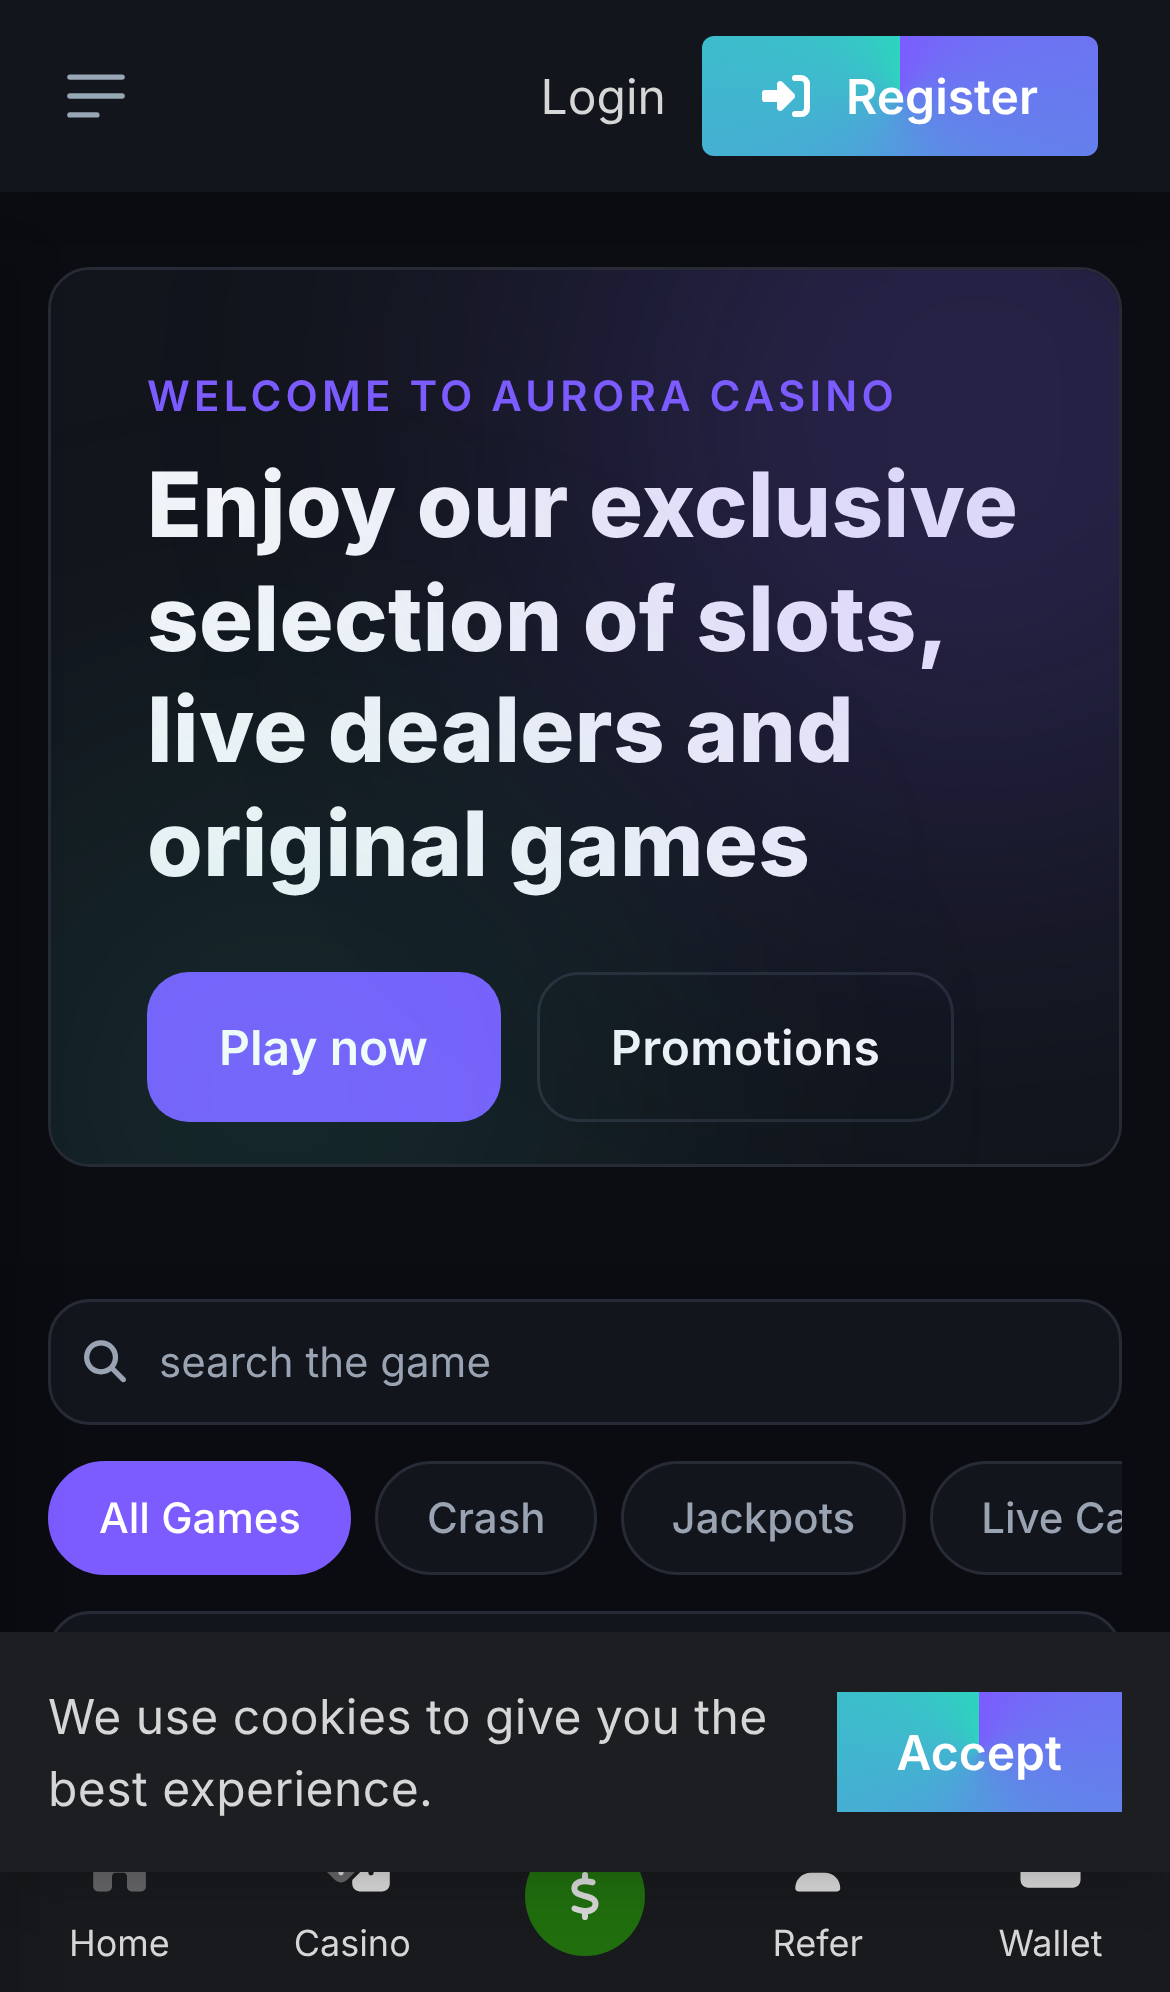 Login
Register
WELCOME TO AURORA CASINO
Enjoy our exclusive
selection of slots,
live dealers and
original games
Play now
Promotions
search the game
All Games
Crash
Jackpots
Live Ca
We use cookies to give you the
best experience.
Accept
$
Home
Casino
Refer
Wallet